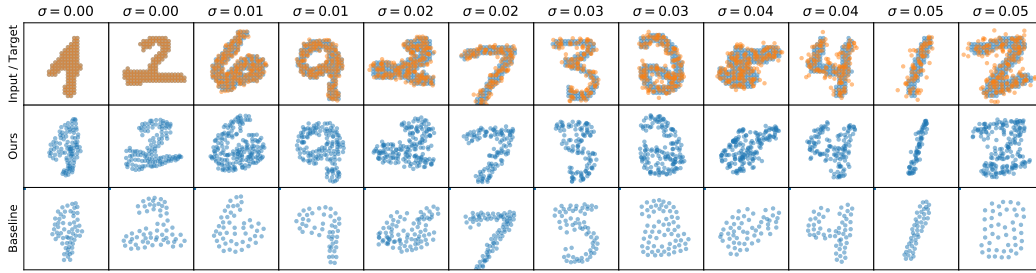 σ = 0.00 σ = 0.00 σ = 0.01 σ = 0.01 σ = 0.02 σ = 0.02 σ = 0.03 σ = 0.03 σ = 0.04 σ = 0.04 σ = 0.05 σ = 0.05
Input / Target
Ours
Baseline